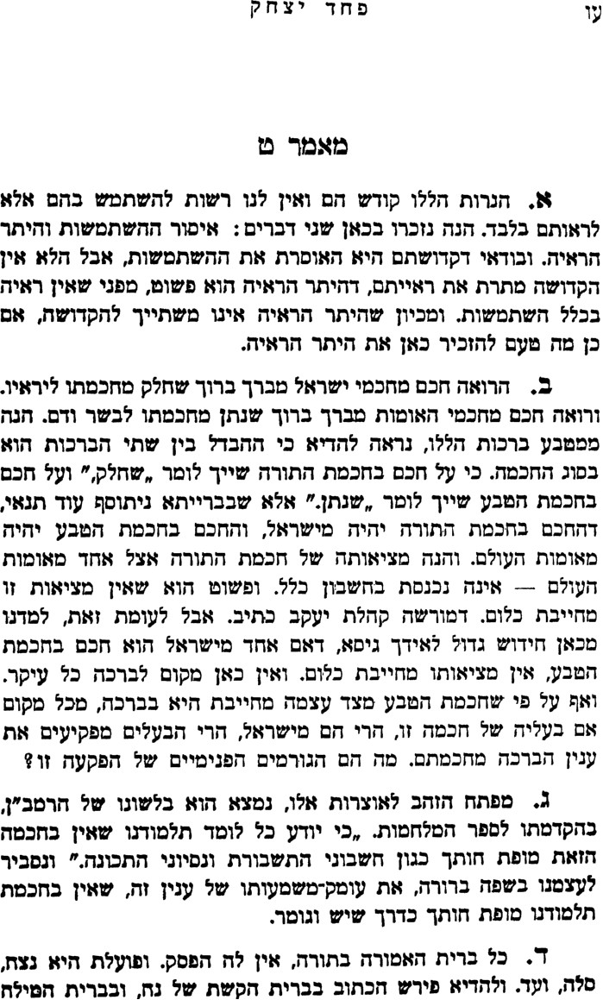 עו
פחד יצחק
מאמר ט
א. הנרות הללו קודש הם ואין לנו רשות להשתמש בהם אלא
לראותם בלבד. הנה נזכרו בכאן שני דברים: איסור ההשתמשות והיתר
הראיה. ובודאי דקדושתם היא האוסרת את ההשתמשות, אבל הלא אין
הקדושה מתרת את ראייתם, דהיתר הראיה הוא פשוט, מפני שאין ראיה
בכלל השתמשות. ומכיון שהיתר הראיה אינו משתייך להקדושה, אם
כן מה טעם להזכיר כאן את היתר הראיה.
ב. הרואה חכם מחכמי ישראל מברך ברוך שחלק מחכמתו ליראיו.
ורואה חכם מחכמי האומות מברך ברוך שנתן מחכמתו לבשר ודם. הנה
ממטבע ברכות הללו, נראה להדיא כי ההבדל בין שתי הברכות הוא
בסוג החכמה. כי על חכם בחכמת התורה שייך לומר „שחלק," ועל חכם
בחכמת הטבע שייך לומר „שנתן." אלא שבברייתא ניתוסף עוד תנאי,
דהחכם בחכמת התורה יהיה מישראל, והחכם בחכמת הטבע יהיה
מאומות העולם. והנה מציאותה של חכמת התורה אצל אחד מאומות
העולם — אינה נכנסת בחשבון כלל. ופשוט הוא שאין מציאות זו
מחייבת כלום. דמורשה קהלת יעקב כתיב. אבל לעומת זאת, למדנו
מכאן חידוש גדול לאידך גיסא, דאם אחד מישראל הוא חכם בחכמת
הטבע, אין מציאותו מחייבת כלום. ואין כאן מקום לברכה כל עיקר.
ואף על פי שחכמת הטבע מצד עצמה מחייבת היא בברכה, מכל מקום
אם בעליה של חכמה זו, הרי הם מישראל, הרי הבעלים מפקיעים את
ענין הברכה מחכמתם. מה הם הגורמים הפנימיים של הפקעה זו?
ג. מפתח הזהב לאוצרות אלו, נמצא הוא בלשונו של הרמב"ן,
בהקדמתו לספר המלחמות. „כי יודע כל לומד תלמודנו שאין בחכמה
הזאת מופת חותך כגון חשבוני התשבורת ונסיוני התכונה." ונסביר
לעצמנו בשפה ברורה, את עומק-משמעותו של ענין זה, שאין בחכמת
תלמודנו מופת חותך כדרך שיש וגומר.
ד. כל ברית האמורה בתורה, אין לה הפסק. ופועלת היא נצח,
סלה, ועד. ולהדיא פירש הכתוב בברית הקשת של נח, ובברית המילה